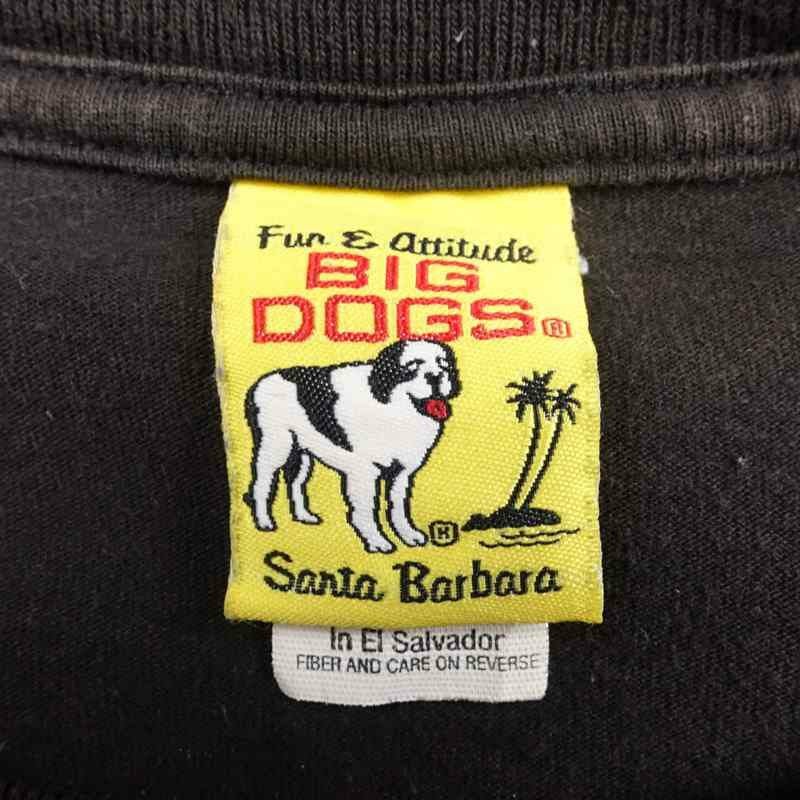 Fun & Attitude
BIG
DOGS®
®
Santa Barbara
In El Salvador
FIBER AND CARE ON REVERSE